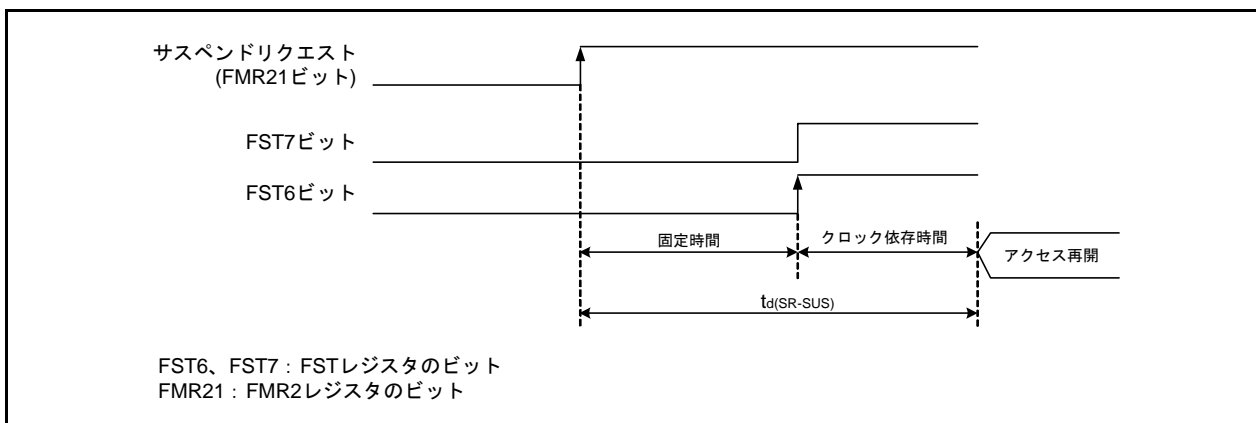 サスペンドリクエスト
(FMR21ビット)
FST7ビット
FST6ビット
固定時間
クロック依存時間
アクセス再開
td(SR-SUS)
FST6、FST7：FSTレジスタのビット
FMR21：FMR2レジスタのビット